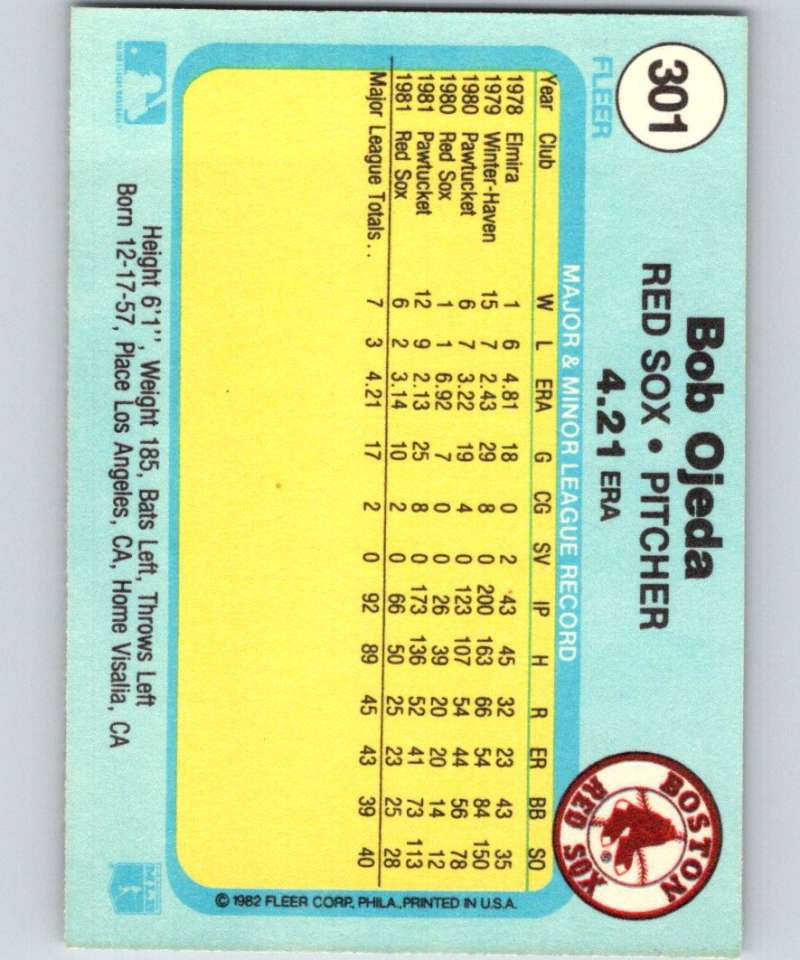 301
FLEER
Bob Ojeda
RED SOX • PITCHER
4.21 ERA
BOSTON
RED SOX
®
MAJOR & MINOR LEAGUE RECORD
Year Club W L ERA G CG SV IP H R ER BB SO
1978 Elmira 1 6 4.81 18 0 2 43 45 32 23 43 35
1979 Winter-Haven 15 7 2.43 29 8 0 200 163 66 54 84 150
1980 Pawtucket 6 7 3.22 19 4 0 123 107 54 44 56 78
1980 Red Sox 1 1 6.92 7 0 0 26 39 20 20 14 12
1981 Pawtucket 12 9 2.13 25 8 0 173 136 52 41 73 113
1981 Red Sox 6 2 3.14 10 2 0 66 50 25 23 25 28
Major League Totals . . 7 3 4.21 17 2 0 92 89 45 43 39 40
© 1982 FLEER CORP., PHILA., PRINTED IN U.S.A.
Height 6'1", Weight 185, Bats Left, Throws Left
Born 12-17-57, Place Los Angeles, CA, Home Visalia, CA